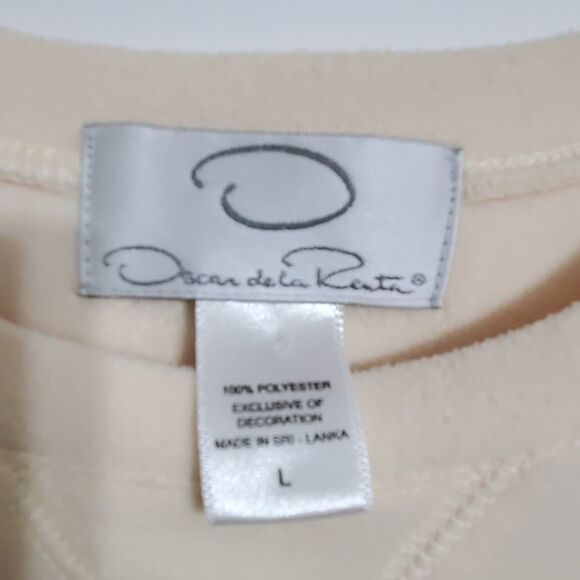 Oscar de la Renta®
100% POLYESTER
EXCLUSIVE OF
DECORATION
MADE IN SRI - LANKA
L